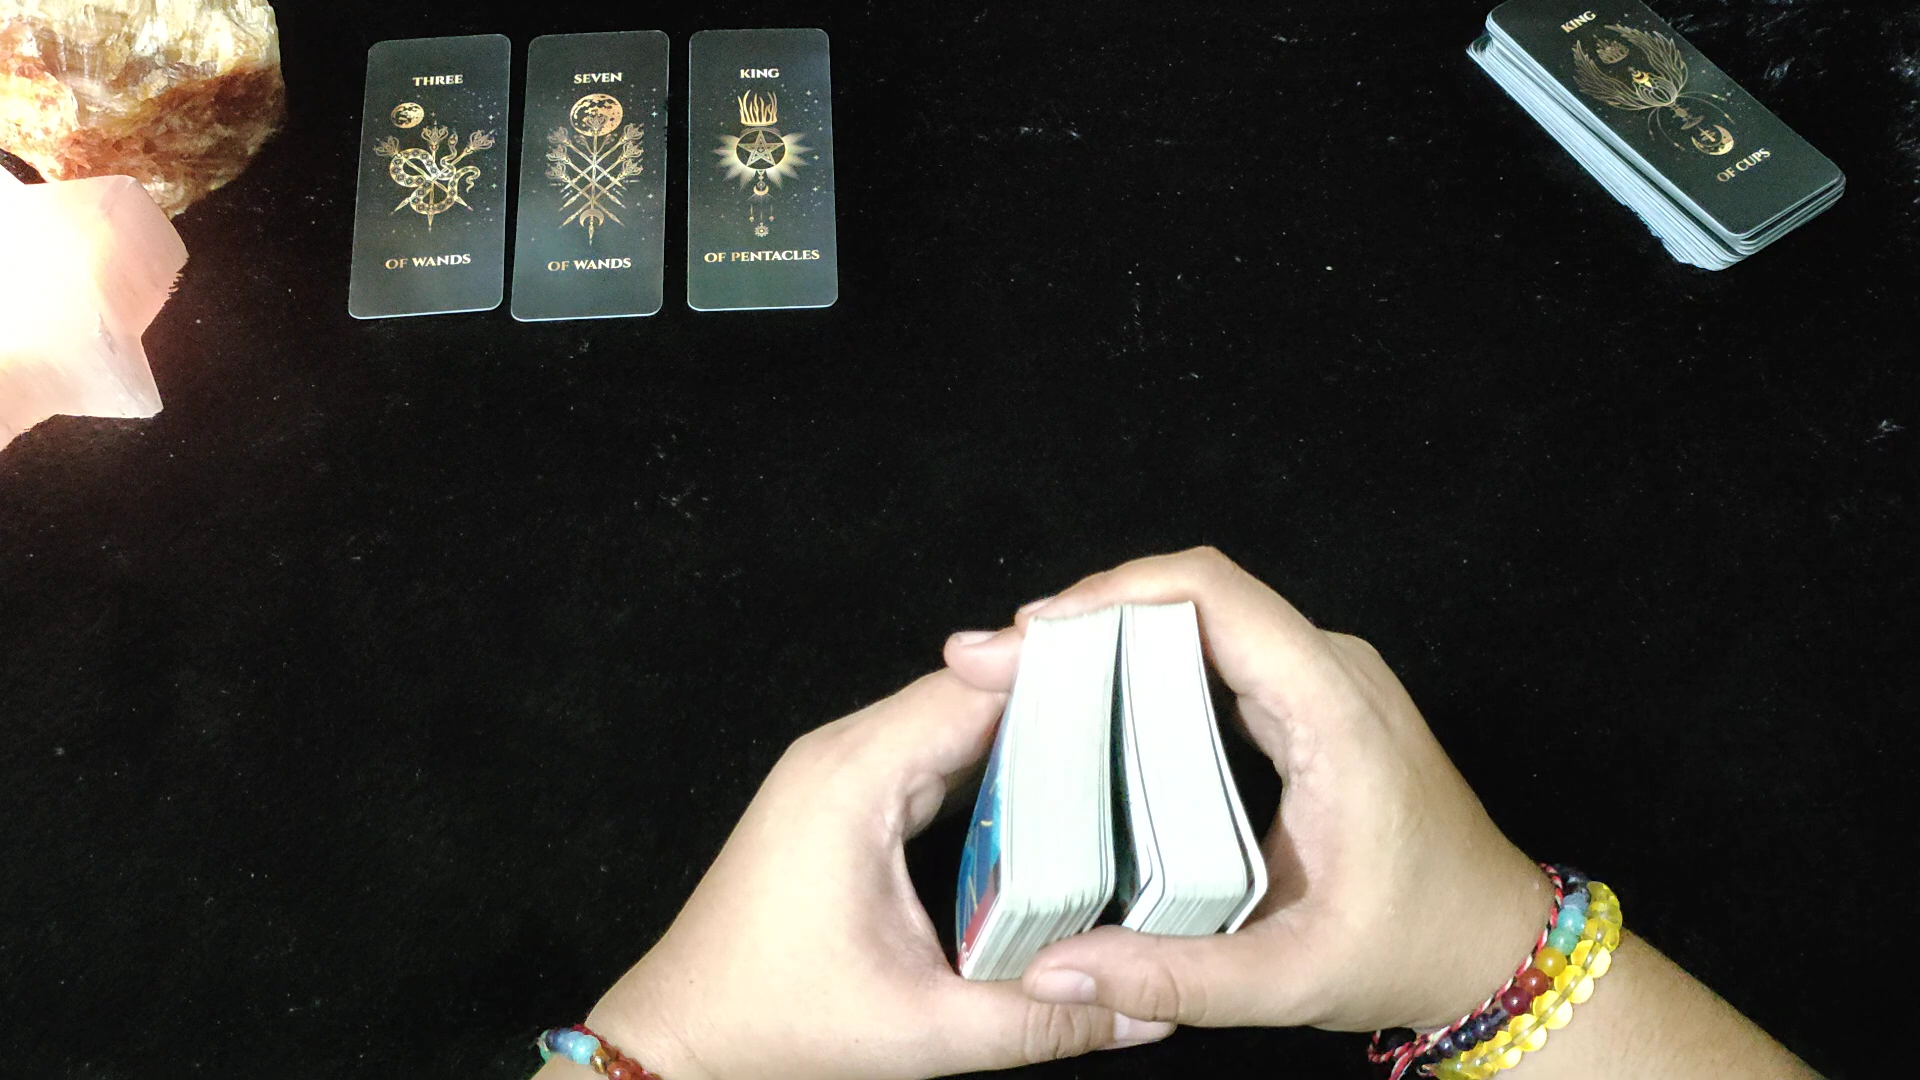 THREE
OF WANDS
SEVEN
OF WANDS
KING
OF PENTACLES
KING
OF CUPS